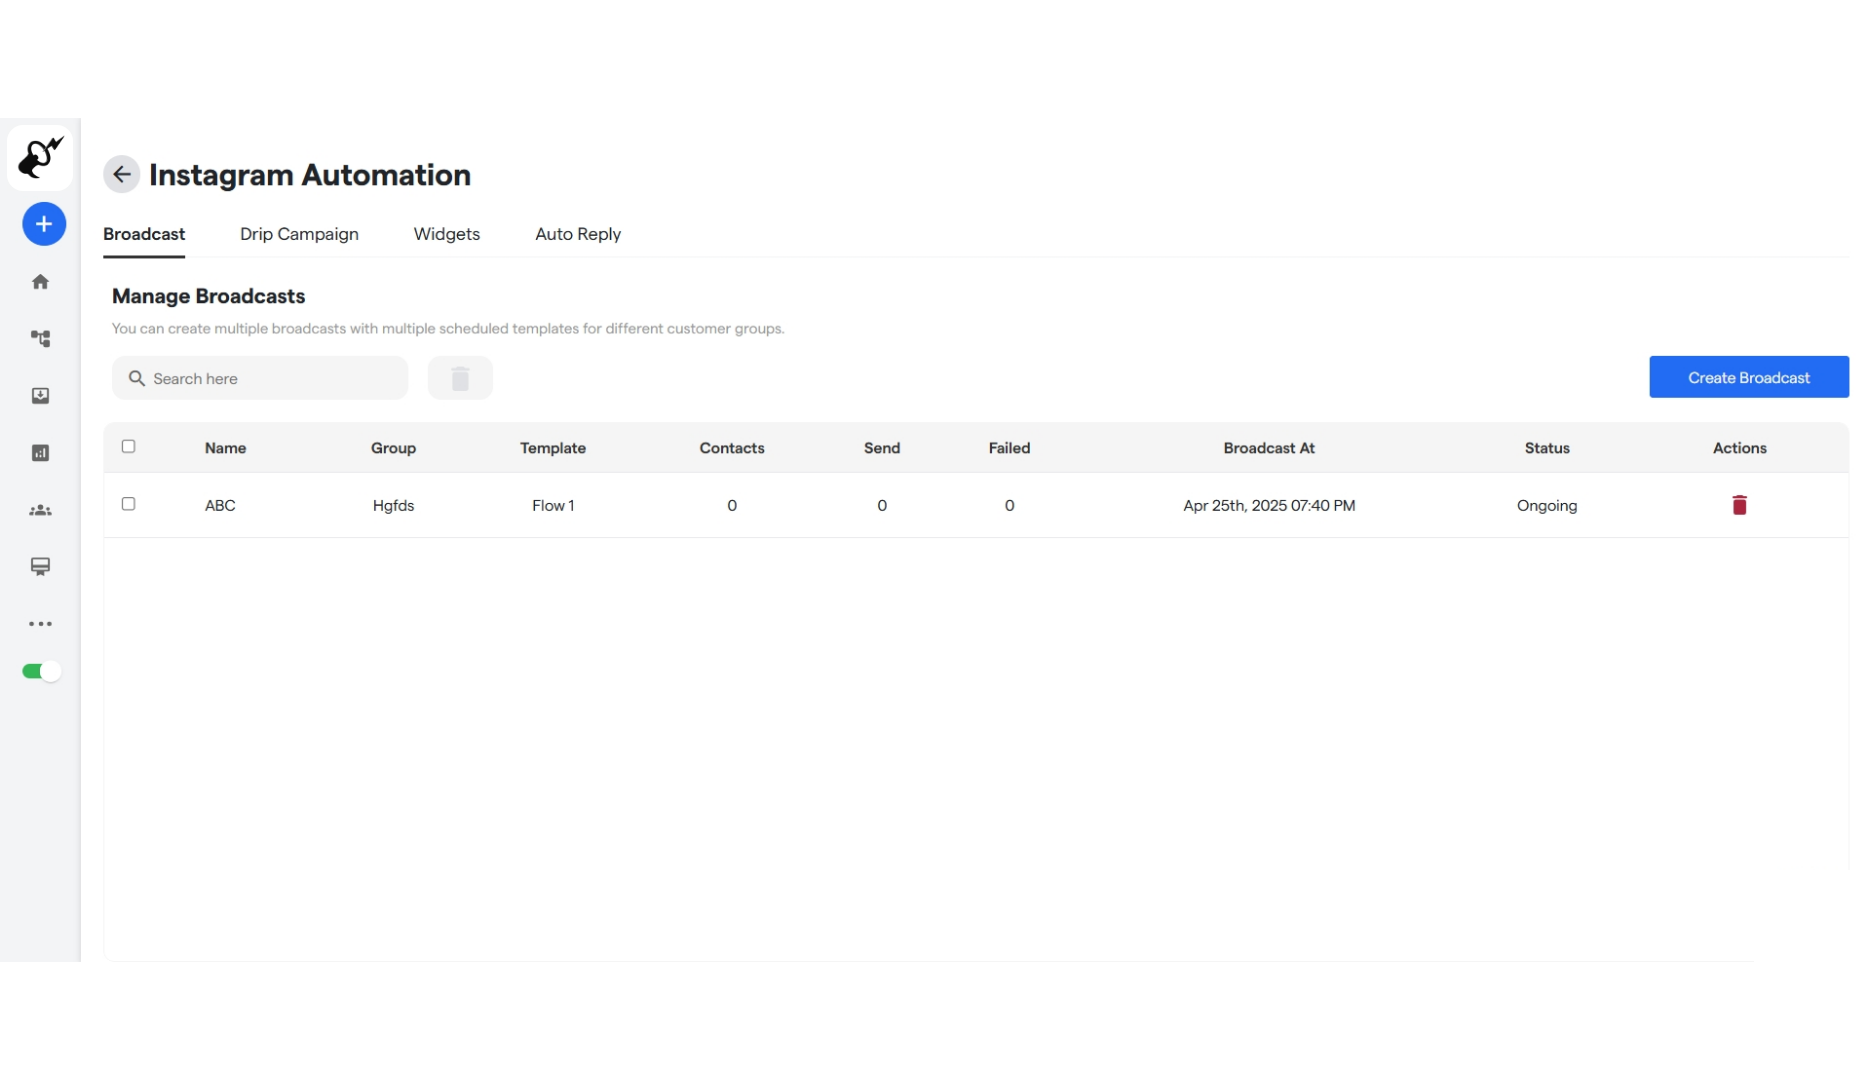 Instagram Automation
Broadcast Drip Campaign Widgets Auto Reply
Manage Broadcasts
You can create multiple broadcasts with multiple scheduled templates for different customer groups.
Search here
Create Broadcast
Name Group Template Contacts Send Failed Broadcast At Status Actions
ABC Hgfds Flow 1 0 0 0 Apr 25th, 2025 07:40 PM Ongoing